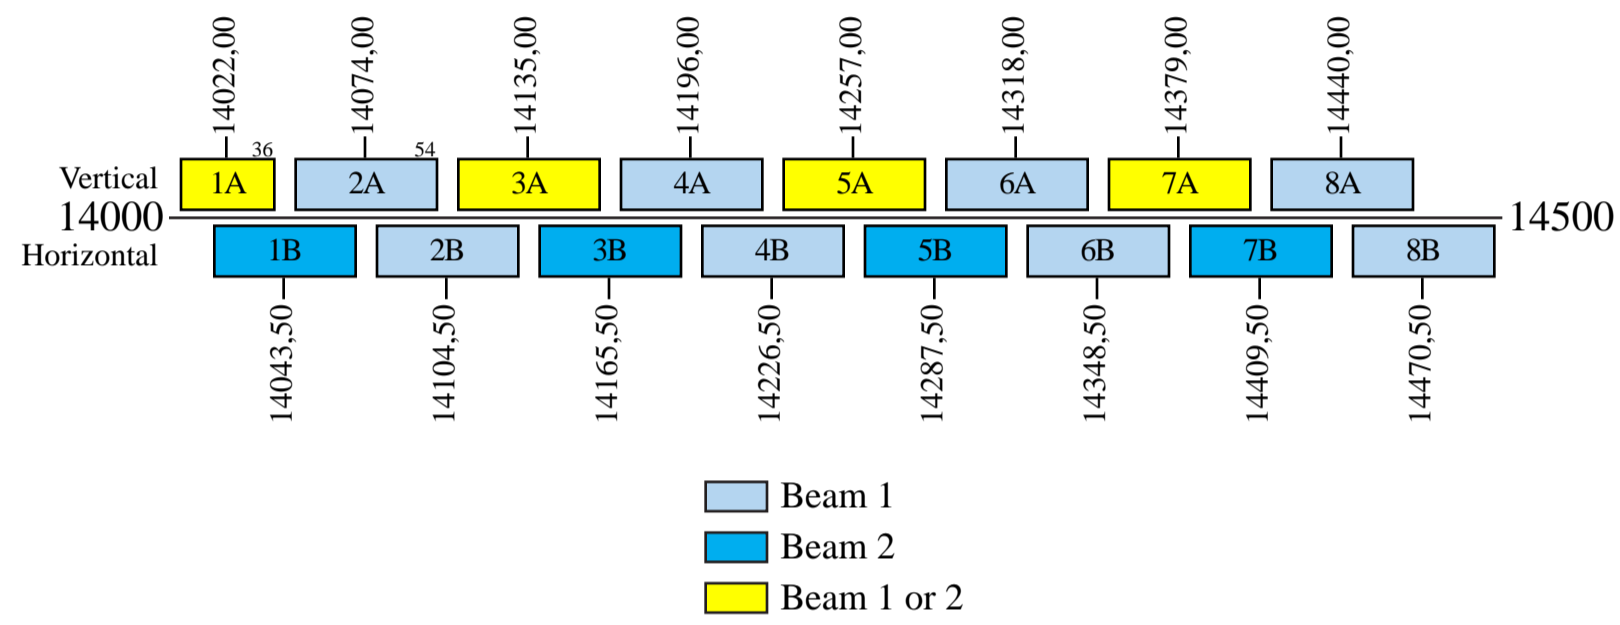 14022,00 14074,00 14135,00 14196,00 14257,00 14318,00 14379,00 14440,00
36 54
Vertical 1A 2A 3A 4A 5A 6A 7A 8A
14000 14500
Horizontal 1B 2B 3B 4B 5B 6B 7B 8B
14043,50 14104,50 14165,50 14226,50 14287,50 14348,50 14409,50 14470,50
Beam 1
Beam 2
Beam 1 or 2